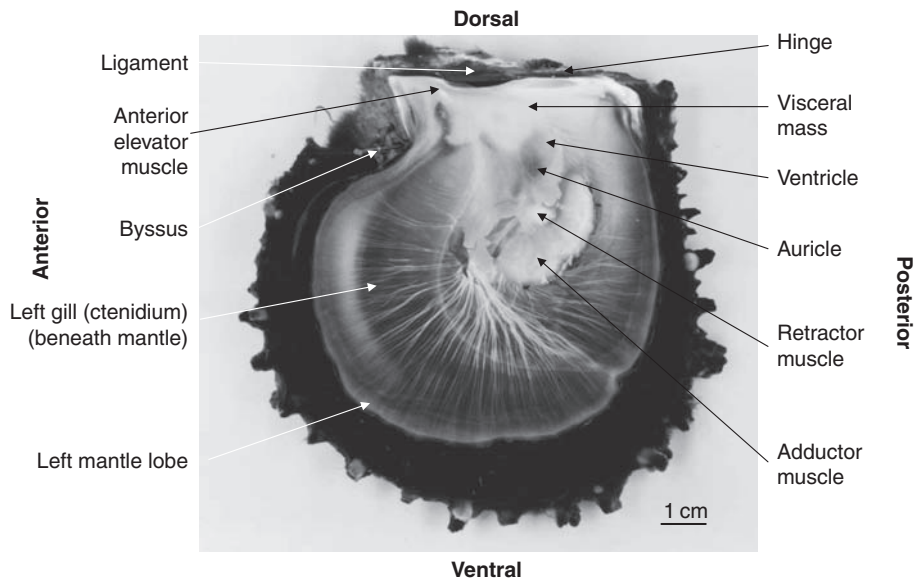 Dorsal
Ligament
Anterior
elevator
muscle
Byssus
Anterior
Left gill (ctenidium)
(beneath mantle)
Left mantle lobe
Hinge
Visceral
mass
Ventricle
Auricle
Posterior
Retractor
muscle
Adductor
muscle
1 cm
Ventral